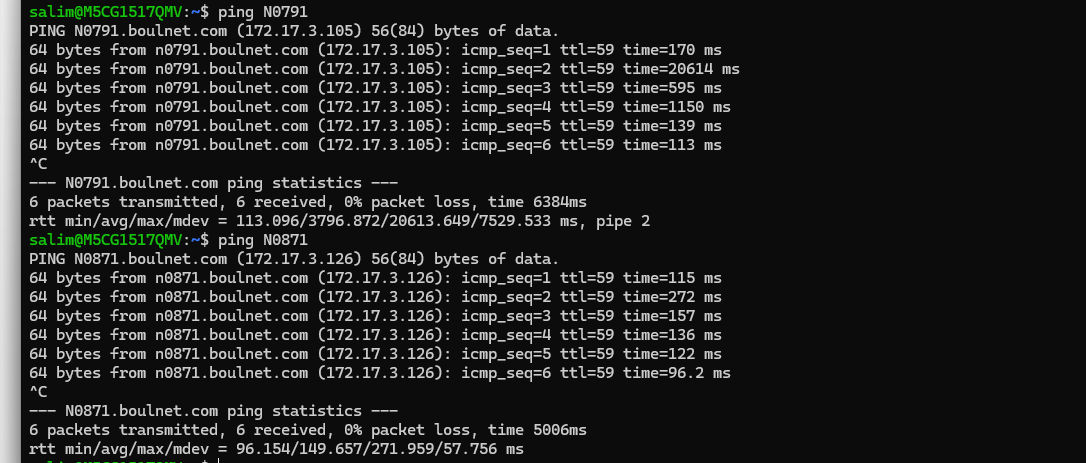 salim@M5CG1517QMV:~$ ping N0791
PING N0791.boulnet.com (172.17.3.105) 56(84) bytes of data.
64 bytes from n0791.boulnet.com (172.17.3.105): icmp_seq=1 ttl=59 time=170 ms
64 bytes from n0791.boulnet.com (172.17.3.105): icmp_seq=2 ttl=59 time=20614 ms
64 bytes from n0791.boulnet.com (172.17.3.105): icmp_seq=3 ttl=59 time=595 ms
64 bytes from n0791.boulnet.com (172.17.3.105): icmp_seq=4 ttl=59 time=1150 ms
64 bytes from n0791.boulnet.com (172.17.3.105): icmp_seq=5 ttl=59 time=139 ms
64 bytes from n0791.boulnet.com (172.17.3.105): icmp_seq=6 ttl=59 time=113 ms
^C
--- N0791.boulnet.com ping statistics ---
6 packets transmitted, 6 received, 0% packet loss, time 6384ms
rtt min/avg/max/mdev = 113.096/3796.872/20613.649/7529.533 ms, pipe 2
salim@M5CG1517QMV:~$ ping N0871
PING N0871.boulnet.com (172.17.3.126) 56(84) bytes of data.
64 bytes from n0871.boulnet.com (172.17.3.126): icmp_seq=1 ttl=59 time=115 ms
64 bytes from n0871.boulnet.com (172.17.3.126): icmp_seq=2 ttl=59 time=272 ms
64 bytes from n0871.boulnet.com (172.17.3.126): icmp_seq=3 ttl=59 time=157 ms
64 bytes from n0871.boulnet.com (172.17.3.126): icmp_seq=4 ttl=59 time=136 ms
64 bytes from n0871.boulnet.com (172.17.3.126): icmp_seq=5 ttl=59 time=122 ms
64 bytes from n0871.boulnet.com (172.17.3.126): icmp_seq=6 ttl=59 time=96.2 ms
^C
--- N0871.boulnet.com ping statistics ---
6 packets transmitted, 6 received, 0% packet loss, time 5006ms
rtt min/avg/max/mdev = 96.154/149.657/271.959/57.756 ms